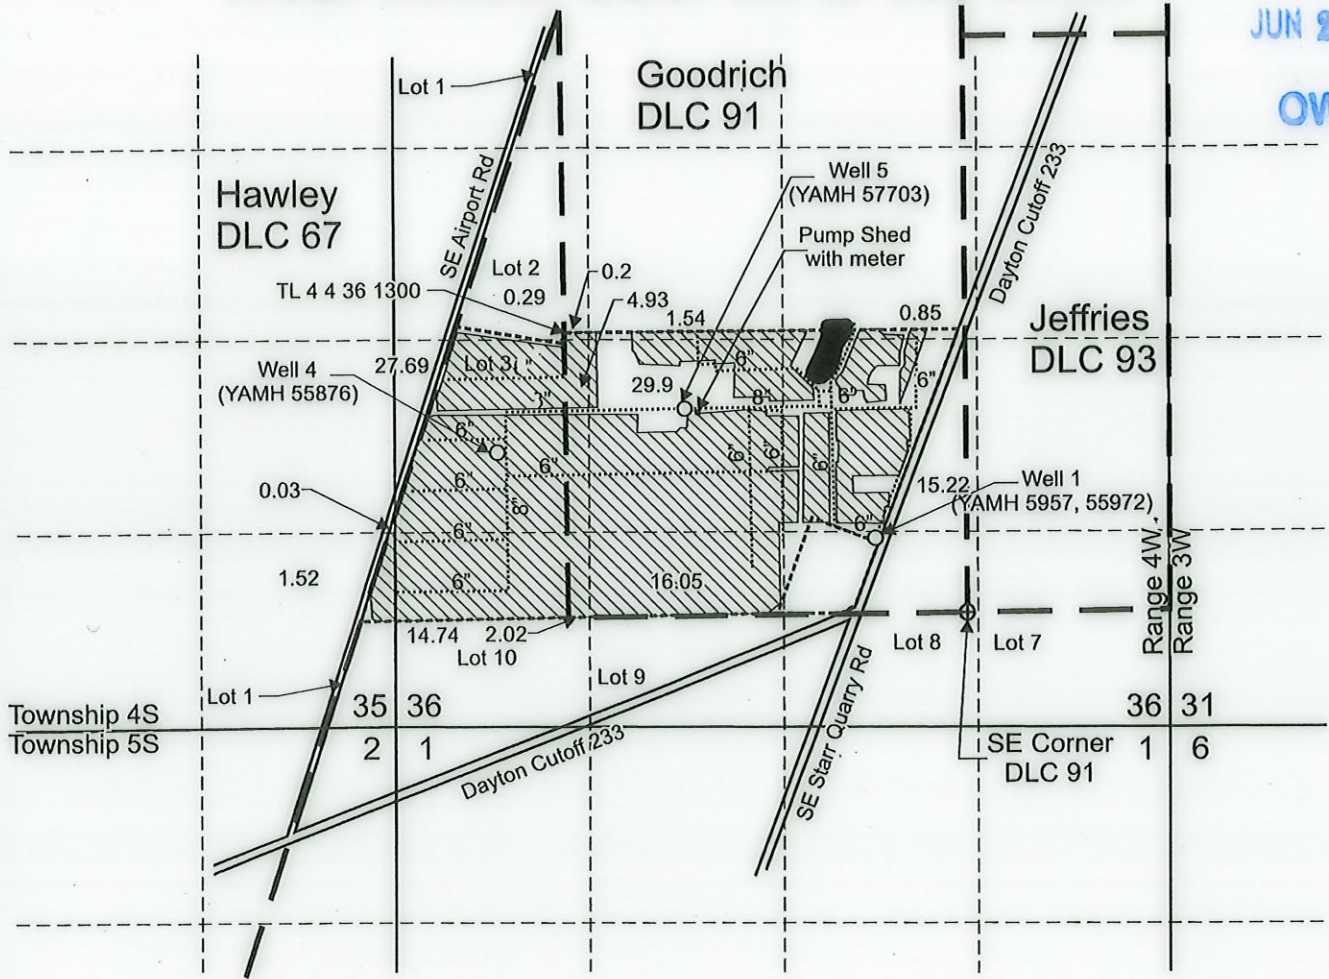 JUN 2
OW
Lot 1
Goodrich
DLC 91
Hawley
DLC 67
SE Airport Rd
Well 5
(YAMH 57703)
Pump Shed
with meter
Dayton Cutoff 233
Lot 2
0.29
TL 4 4 36 1300
0.2
4.93
1.54
0.85
Jeffries
DLC 93
27.69
Lot 3
3"
Well 4
(YAMH 55876)
29.9
6"
8"
6"
6"
6"
6"
6"
6"
6"
6"
8"
6"
6"
6"
0.03
15.22
Well 1
(YAMH 5957, 55972)
6"
1.52
16.05
14.74
2.02
Lot 10
Lot 9
Lot 8
Lot 7
Range 4W
Range 3W
Lot 1
35
36
36
31
Township 4S
Township 5S
2
1
1
6
Dayton Cutoff 233
SE Starr Quarry Rd
SE Corner
DLC 91